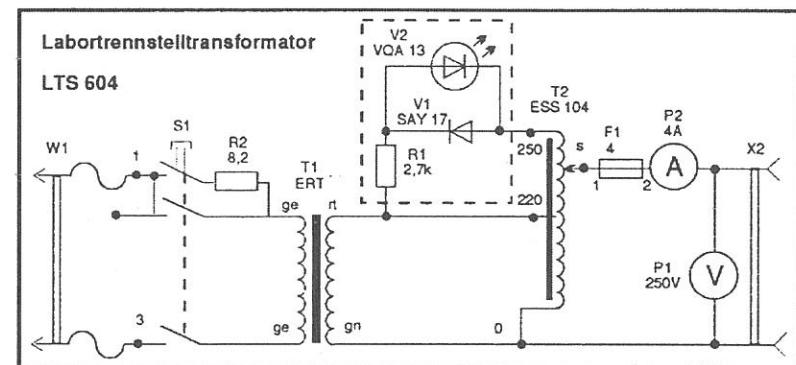 Labortrennstelltransformator
LTS 604
V2
VQA 13
V1
SAY 17
T2
ESS 104
P2
4A
W1
S1
R2
8,2
T1
ERT
R1
2,7k
250
s
F1
4
X2
1
1
2
A
ge
rt
220
P1
250V
V
3
ge
gn
0